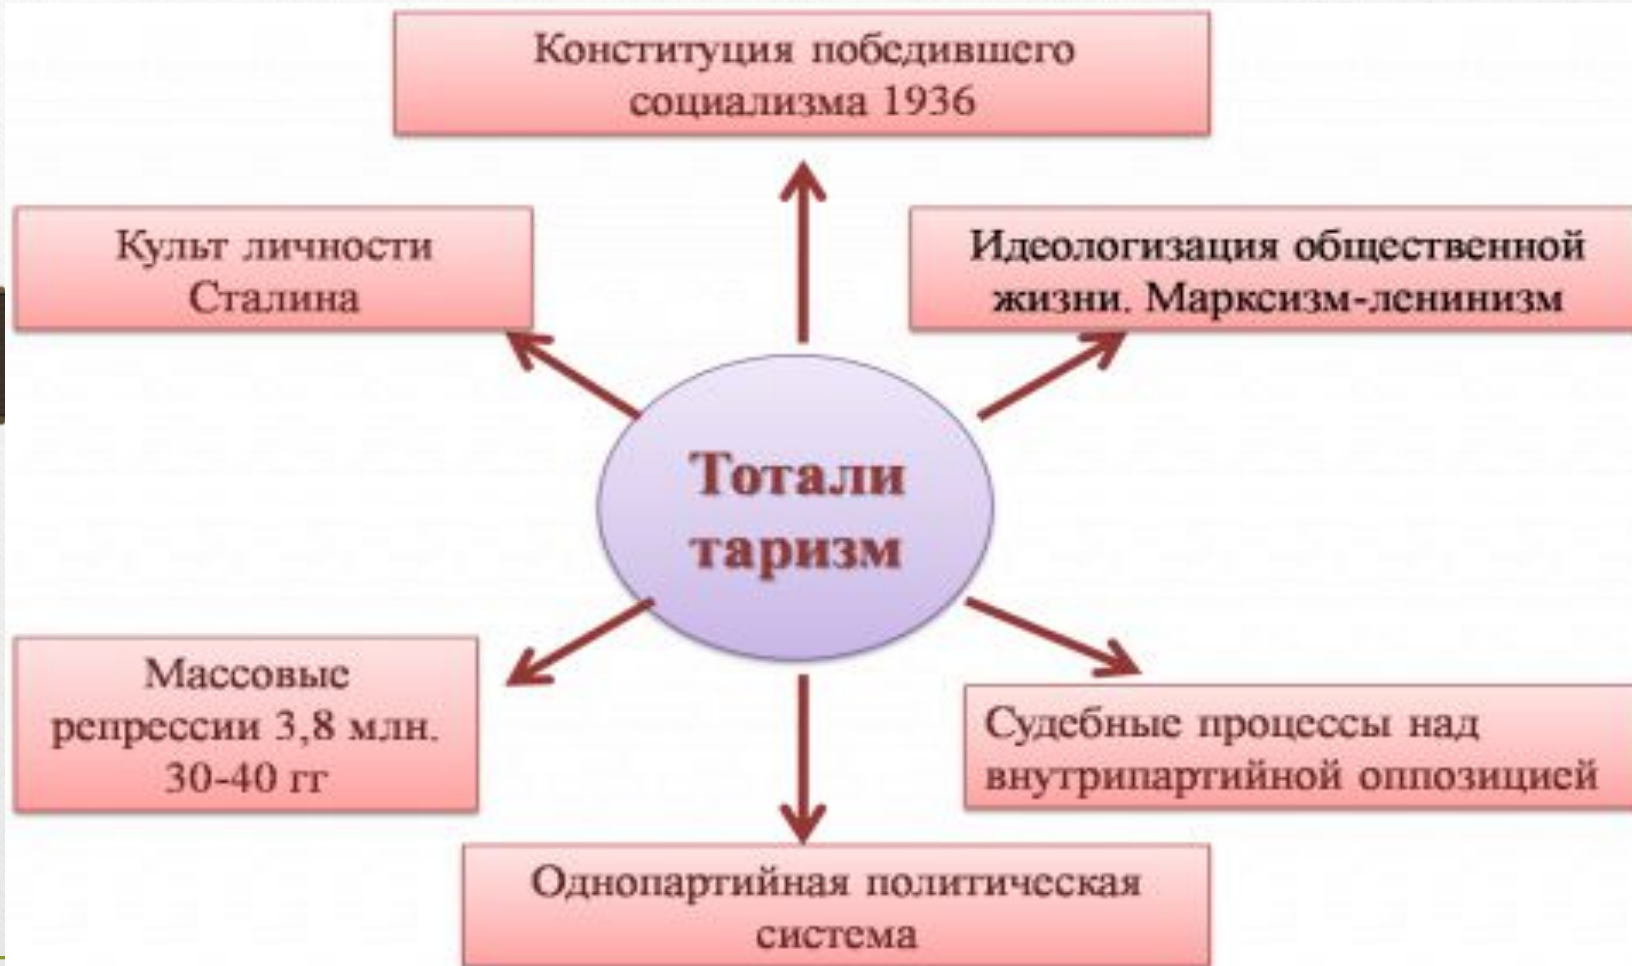 Конституция победившего
социализма 1936
Культ личности
Сталина
Идеологизация общественной
жизни. Марксизм-ленинизм
Тотали
таризм
Массовые
репрессии 3,8 млн.
30-40 гг
Судебные процессы над
внутрипартийной оппозицией
Однопартийная политическая
система